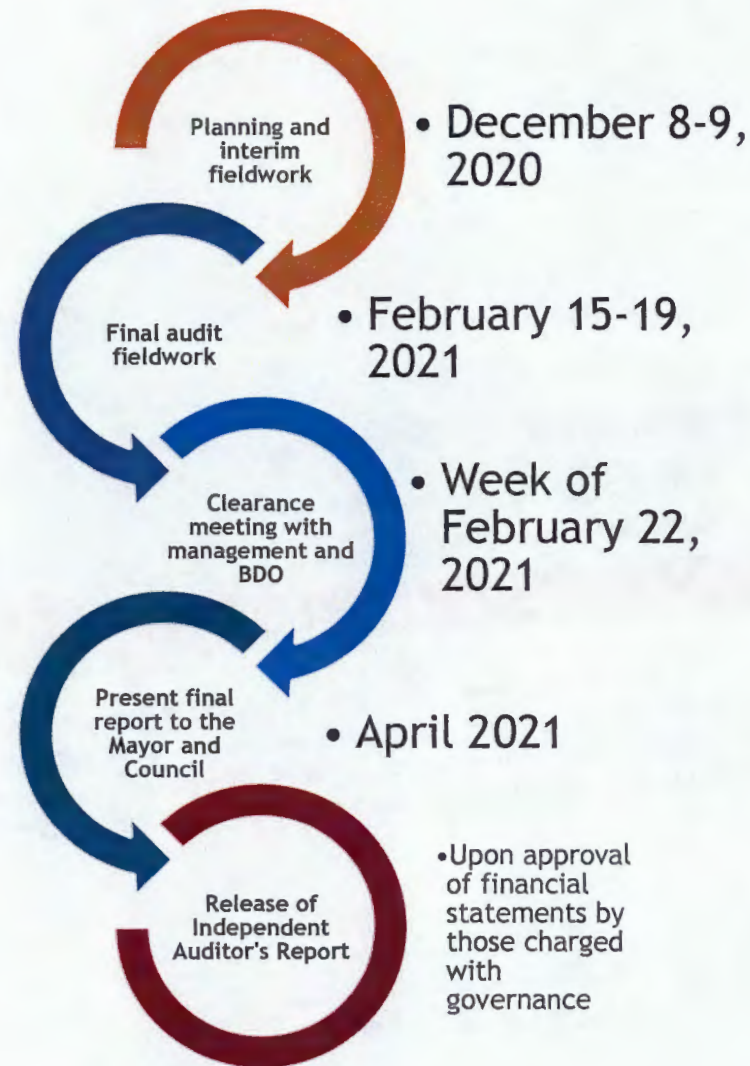 Planning and
interim
fieldwork
• December 8-9,
2020
Final audit
fieldwork
• February 15-19,
2021
Clearance
meeting with
management and
BDO
• Week of
February 22,
2021
Present final
report to the
Mayor and
Council
• April 2021
Release of
Independent
Auditor's Report
•Upon approval
of financial
statements by
those charged
with
governance